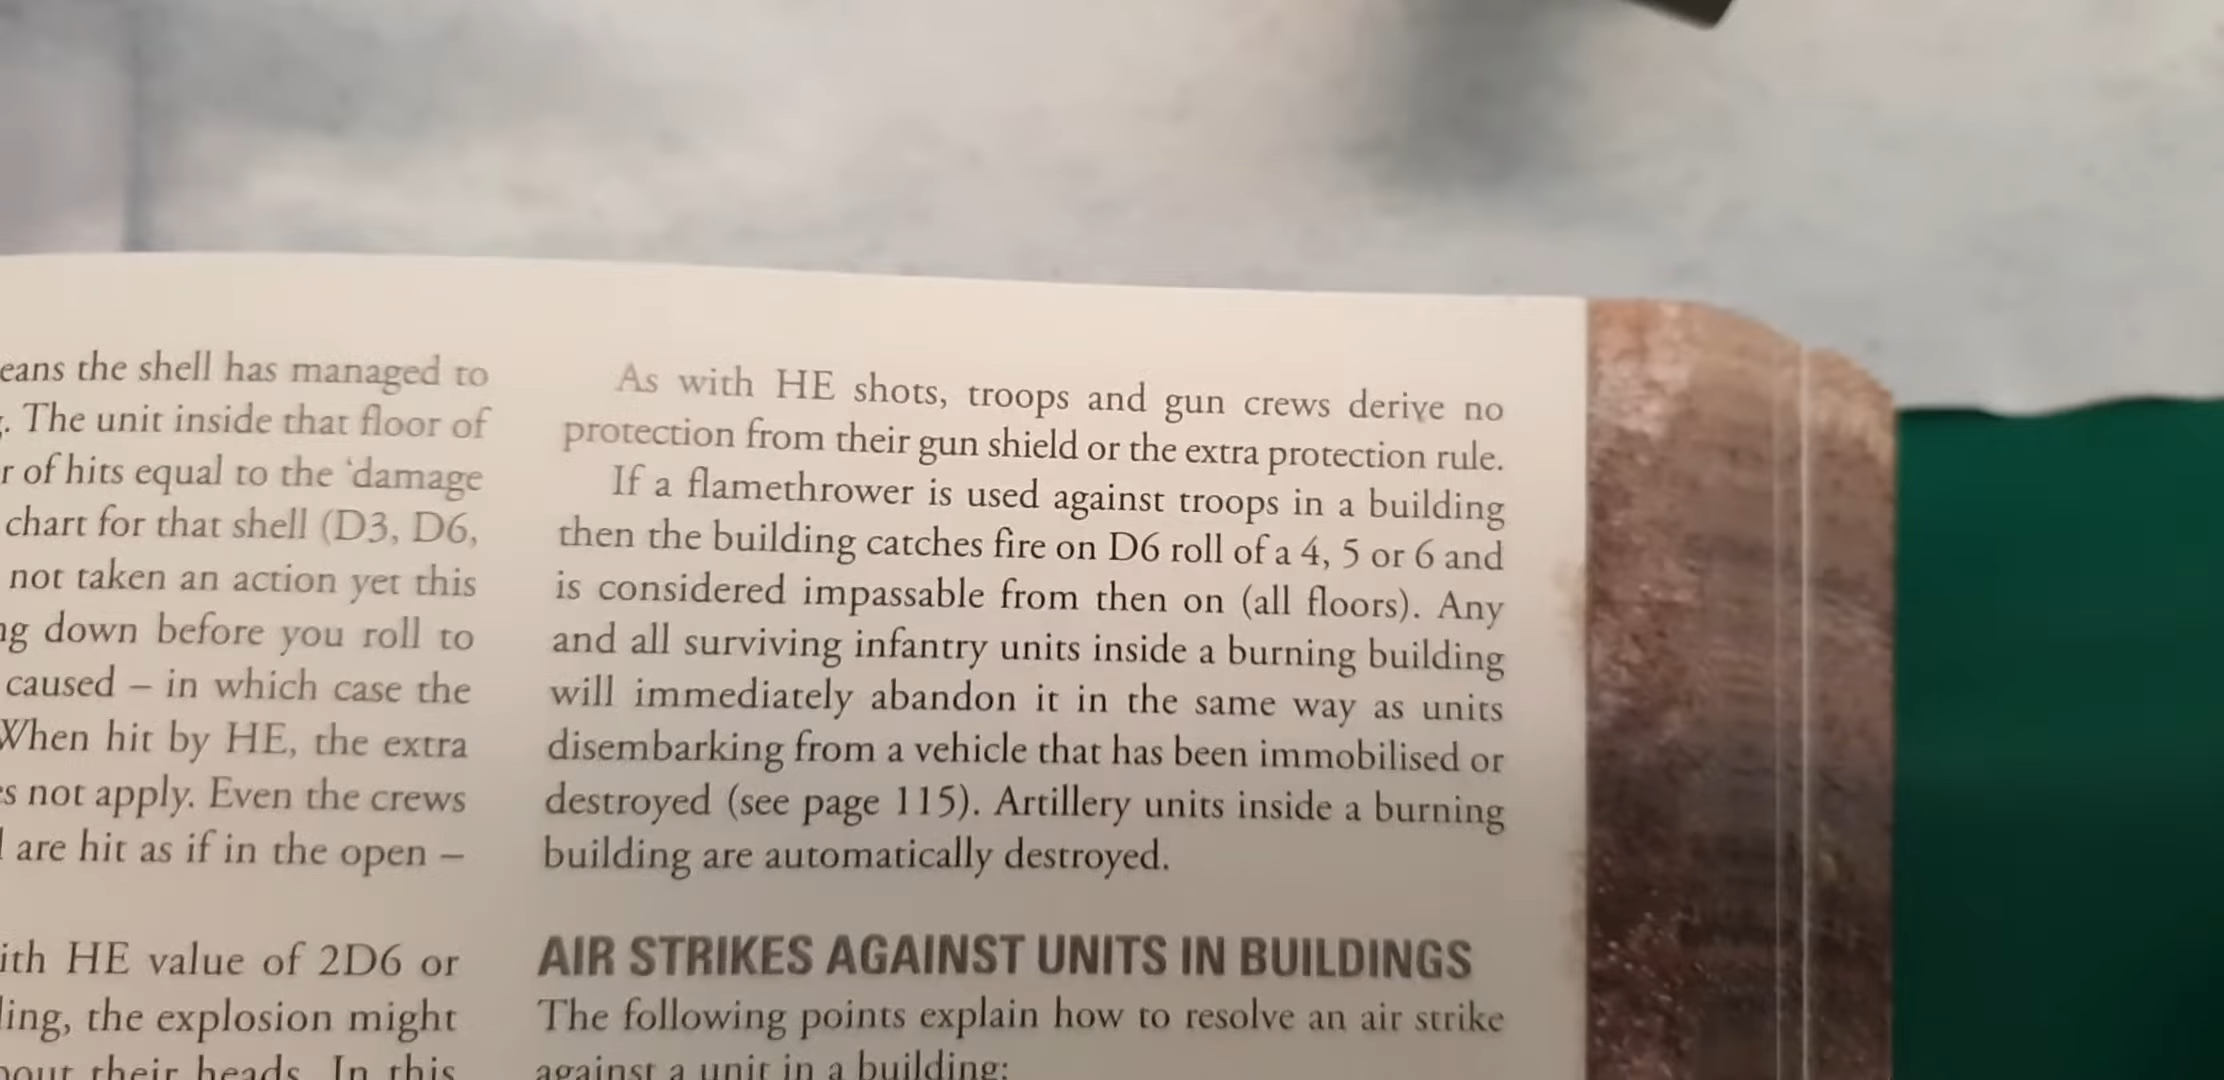 eans the shell has managed to
. The unit inside that floor of
r of hits equal to the 'damage
chart for that shell (D3, D6,
not taken an action yet this
ng down before you roll to
caused – in which case the
When hit by HE, the extra
s not apply. Even the crews
are hit as if in the open –
ith HE value of 2D6 or
ling, the explosion might
bout their heads. In this
As with HE shots, troops and gun crews derive no
protection from their gun shield or the extra protection rule.
If a flamethrower is used against troops in a building
then the building catches fire on D6 roll of a 4, 5 or 6 and
is considered impassable from then on (all floors). Any
and all surviving infantry units inside a burning building
will immediately abandon it in the same way as units
disembarking from a vehicle that has been immobilised or
destroyed (see page 115). Artillery units inside a burning
building are automatically destroyed.
AIR STRIKES AGAINST UNITS IN BUILDINGS
The following points explain how to resolve an air strike
against a unit in a building: